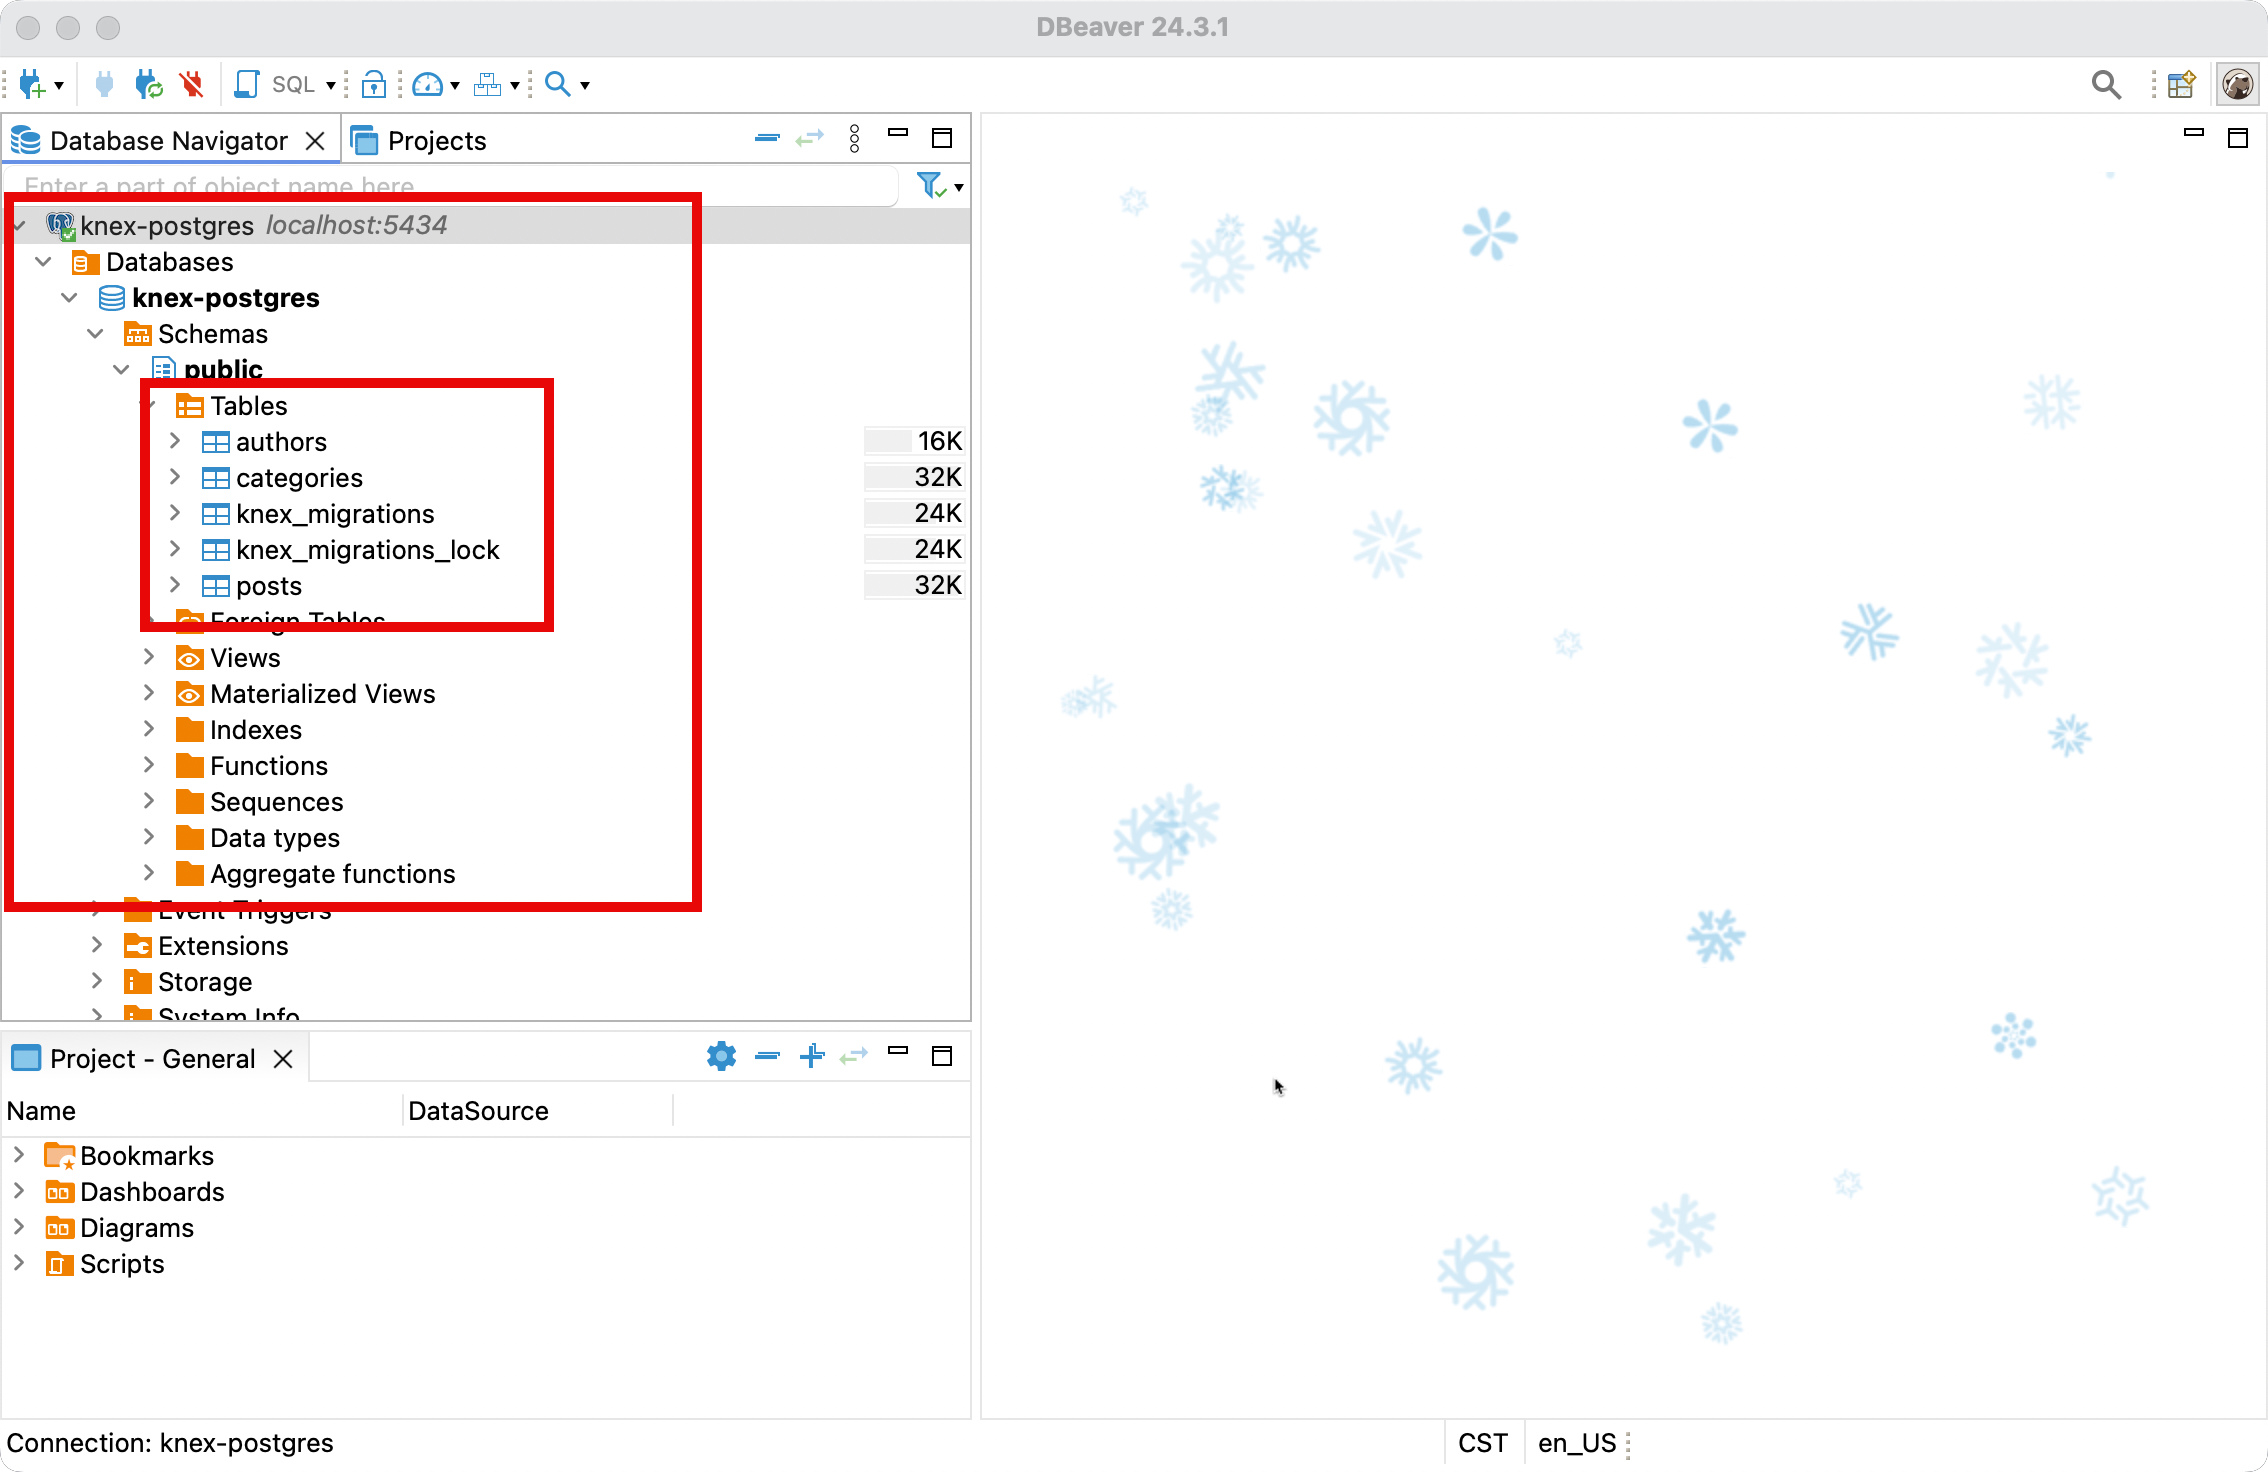 DBeaver 24.3.1
SQL
Database Navigator
Projects
Enter a part of object name here
knex-postgres localhost:5434
Databases
knex-postgres
Schemas
public
Tables
authors 16K
categories 32K
knex_migrations 24K
knex_migrations_lock 24K
posts 32K
Foreign Tables
Views
Materialized Views
Indexes
Functions
Sequences
Data types
Aggregate functions
Event Triggers
Extensions
Storage
System Info
Project - General
Name DataSource
Bookmarks
Dashboards
Diagrams
Scripts
Connection: knex-postgres
CST en_US